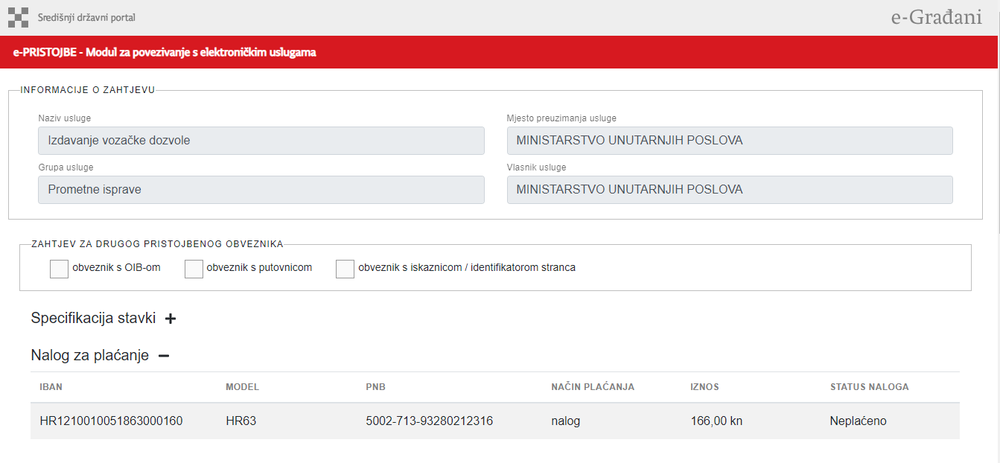 Središnji državni portal
e-Građani
e-PRISTOJBE - Modul za povezivanje s elektroničkim uslugama
INFORMACIJE O ZAHTJEVU
Naziv usluge
Mjesto preuzimanja usluge
Izdavanje vozačke dozvole
MINISTARSTVO UNUTARNJIH POSLOVA
Grupa usluge
Vlasnik usluge
Prometne isprave
MINISTARSTVO UNUTARNJIH POSLOVA
ZAHTJEV ZA DRUGOG PRISTOJBENOG OBVEZNIKA
obveznik s OIB-om obveznik s putovnicom obveznik s iskaznicom / identifikatorom stranca
Specifikacija stavki +
Nalog za plaćanje −
IBAN MODEL PNB NAČIN PLAĆANJA IZNOS STATUS NALOGA
HR1210010051863000160 HR63 5002-713-93280212316 nalog 166,00 kn Neplaćeno